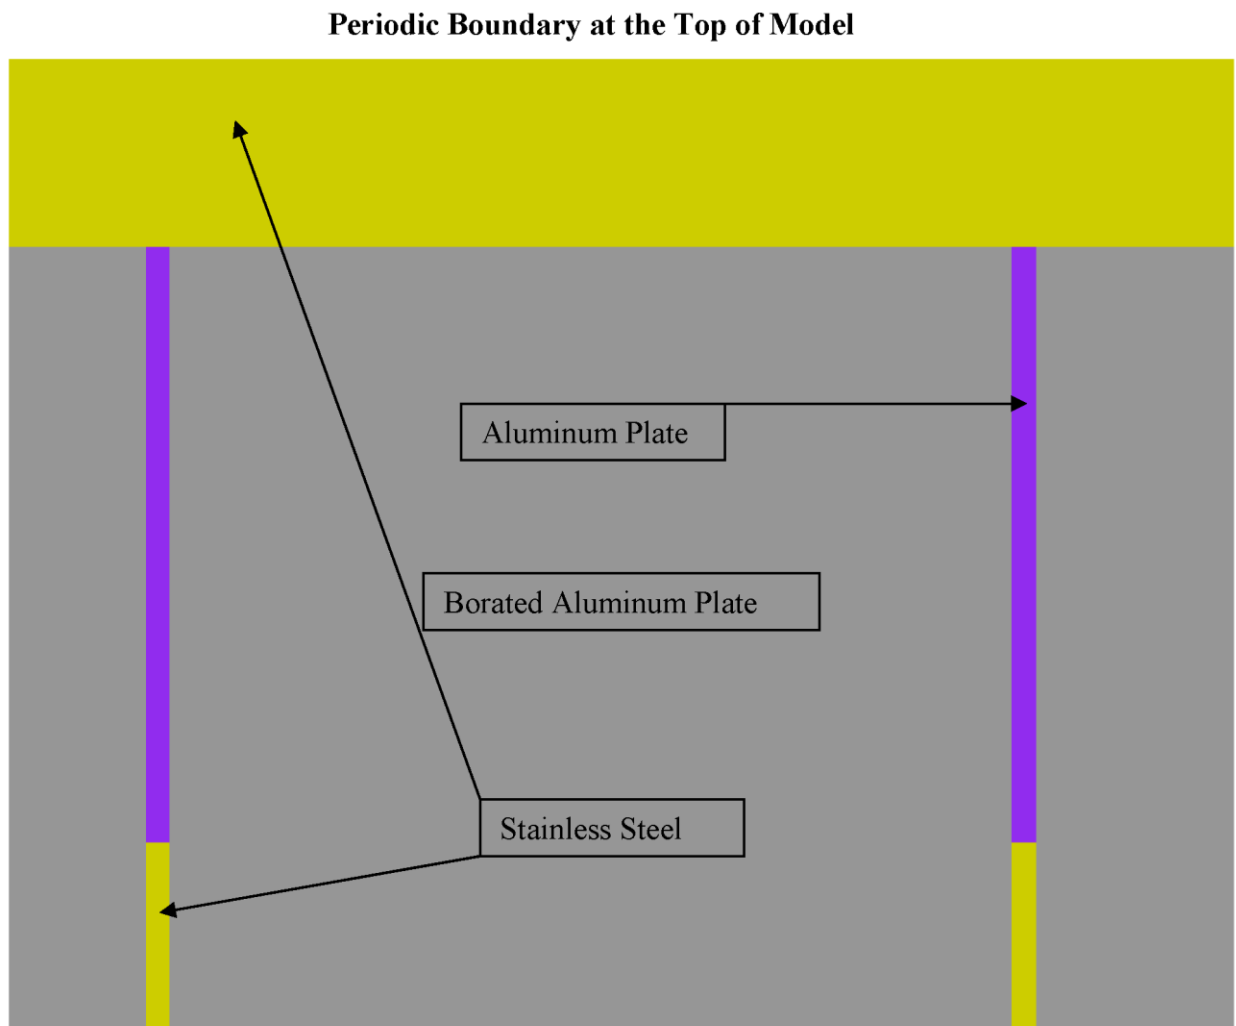 Periodic Boundary at the Top of Model
Aluminum Plate
Borated Aluminum Plate
Stainless Steel